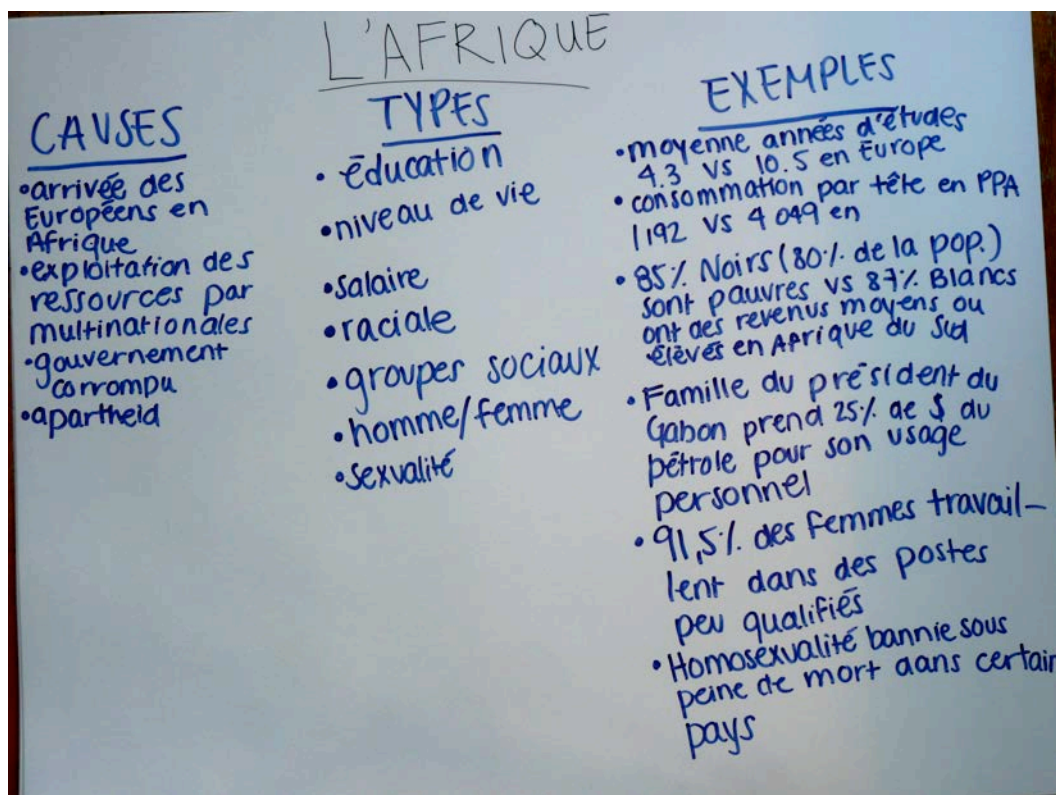 L'AFRIQUE
CAUSES
•arrivée des
Européens en
Afrique
•exploitation des
ressources par
multinationales
•gouvernement
corrompu
•apartheid
TYPES
• éducation
•niveau de vie
•salaire
•raciale
•groupes sociaux
•homme/femme
•sexualité
EXEMPLES
•moyenne années d'études
4.3 vs 10.5 en Europe
• consommation par tête en PPA
1192 vs 4 049 en
• 85% Noirs (80% de la pop.)
sont pauvres vs 87% Blancs
ont des revenus moyens ou
élevés en Afrique du Sud
• Famille du président du
Gabon prend 25% de $ du
pétrole pour son usage
personnel
• 91,5% des femmes travail-
lent dans des postes
peu qualifiés
• Homosexualité bannie sous
peine de mort dans certain
pays